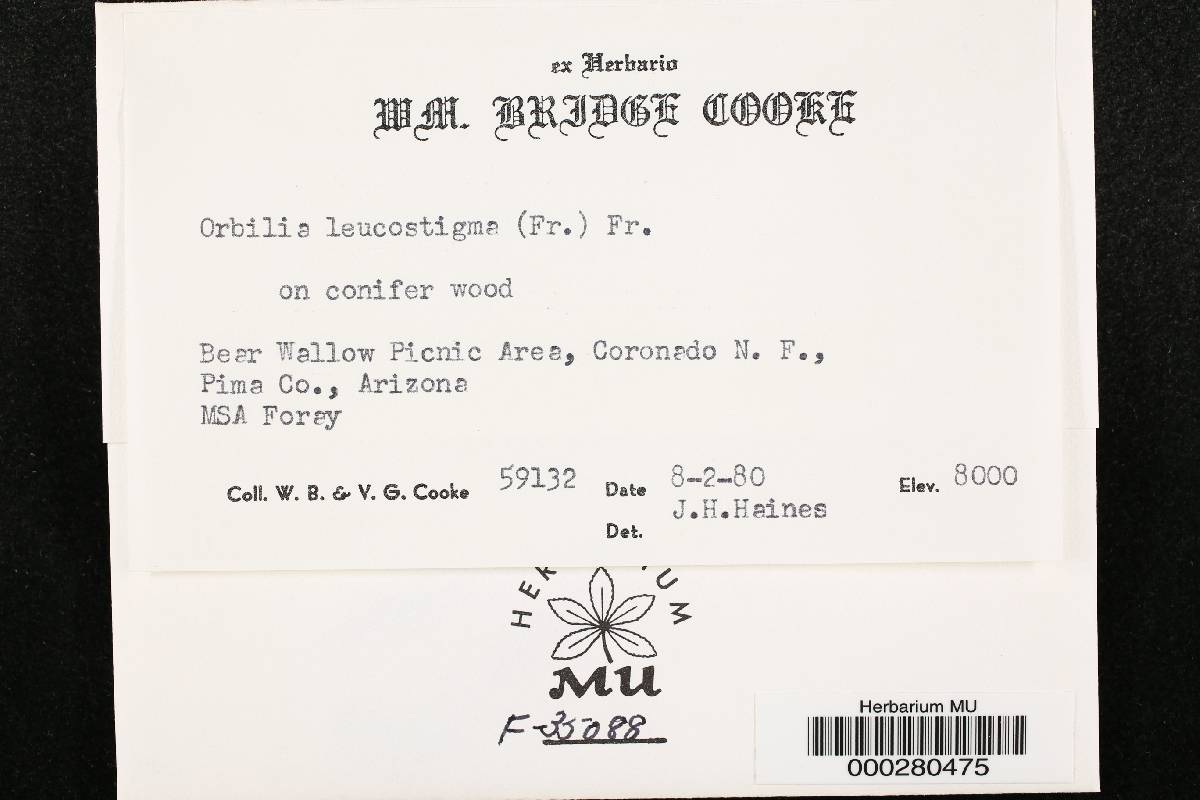 ex Herbario
WM. BRIDGE COOKE
Orbilia leucostigma (Fr.) Fr.
on conifer wood
Bear Wallow Picnic Area, Coronado N. F.,
Pima Co., Arizona
MSA Foray
Coll. W. B. & V. G. Cooke 59132 Date 8-2-80 Elev. 8000
J.H.Haines
Det.
MU
F-35088
Herbarium MU
000280475